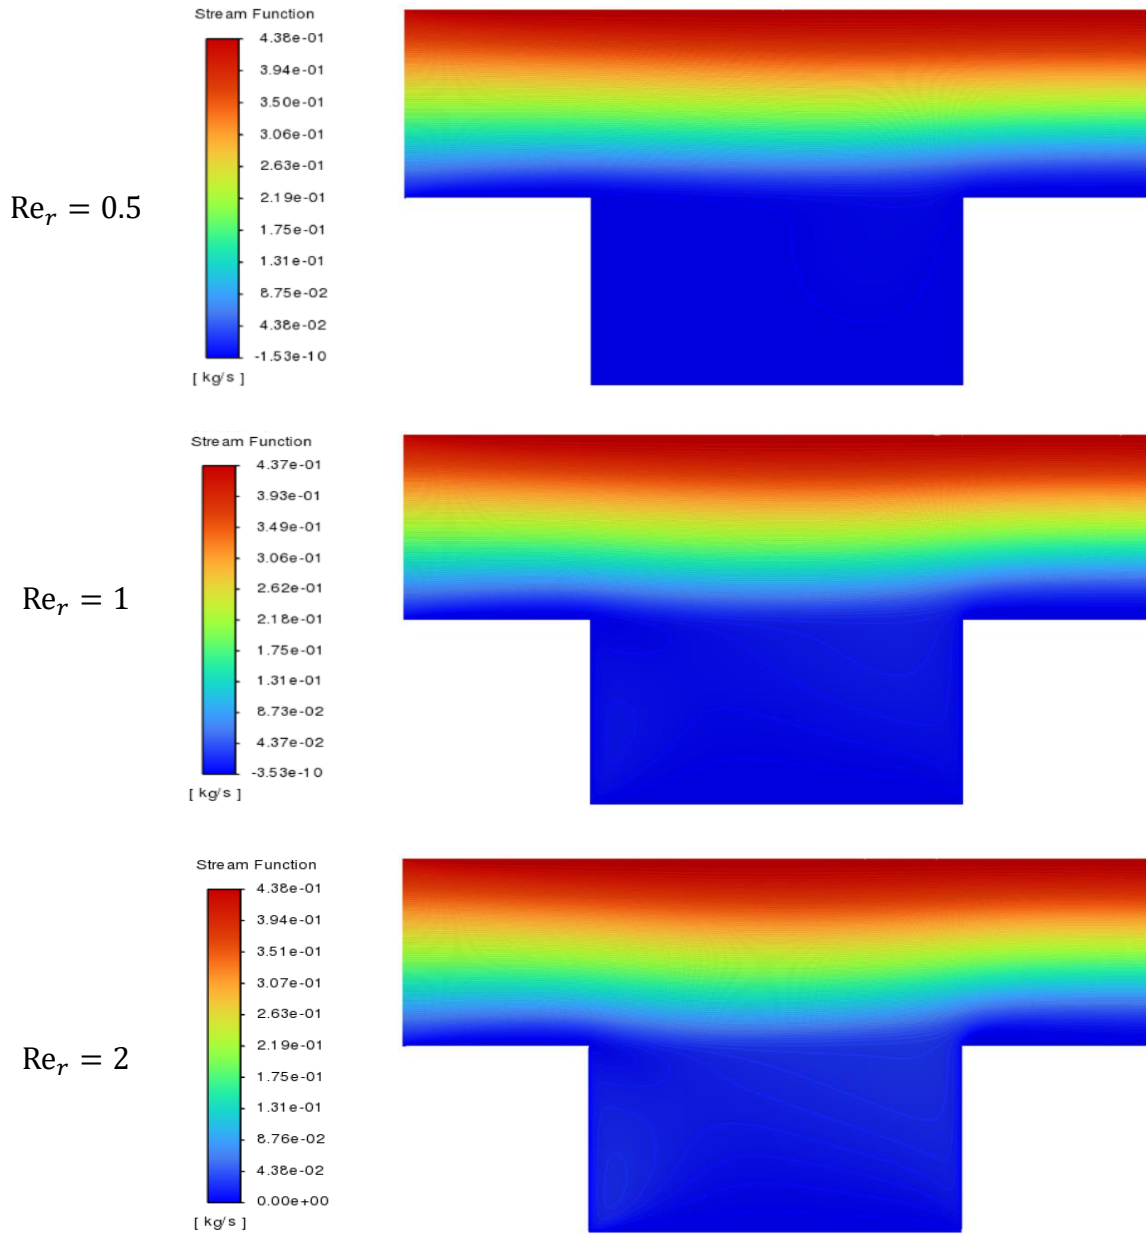 Stream Function
4.38e-01
3.94e-01
3.50e-01
3.06e-01
2.63e-01
2.19e-01
1.75e-01
1.31e-01
8.75e-02
4.38e-02
-1.53e-10
[ kg/s ]
Reᵣ = 0.5
Stream Function
4.37e-01
3.93e-01
3.49e-01
3.06e-01
2.62e-01
2.18e-01
1.75e-01
1.31e-01
8.73e-02
4.37e-02
-3.53e-10
[ kg/s ]
Reᵣ = 1
Stream Function
4.38e-01
3.94e-01
3.51e-01
3.07e-01
2.63e-01
2.19e-01
1.75e-01
1.31e-01
8.76e-02
4.38e-02
0.00e+00
[ kg/s ]
Reᵣ = 2